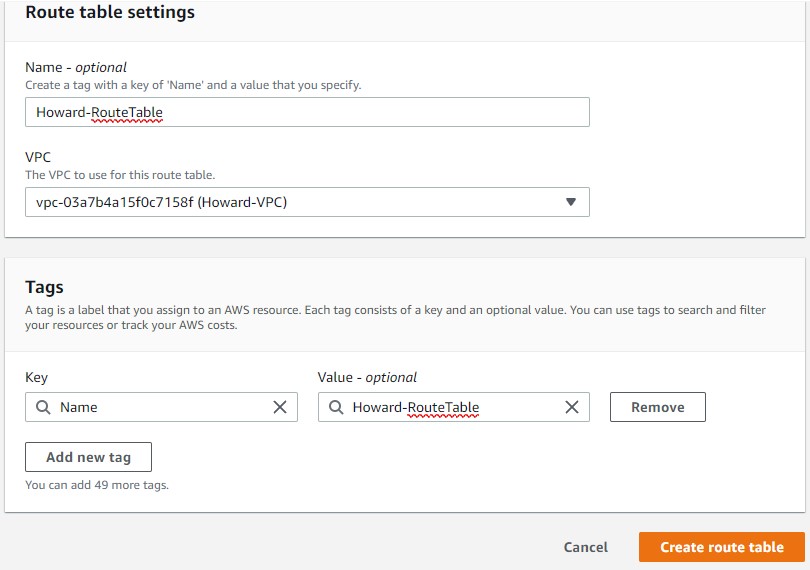 Route table settings
Name - optional
Create a tag with a key of 'Name' and a value that you specify.
Howard-RouteTable
VPC
The VPC to use for this route table.
vpc-03a7b4a15f0c7158f (Howard-VPC)
Tags
A tag is a label that you assign to an AWS resource. Each tag consists of a key and an optional value. You can use tags to search and filter
your resources or track your AWS costs.
Key Value - optional
Name Howard-RouteTable Remove
Add new tag
You can add 49 more tags.
Cancel Create route table